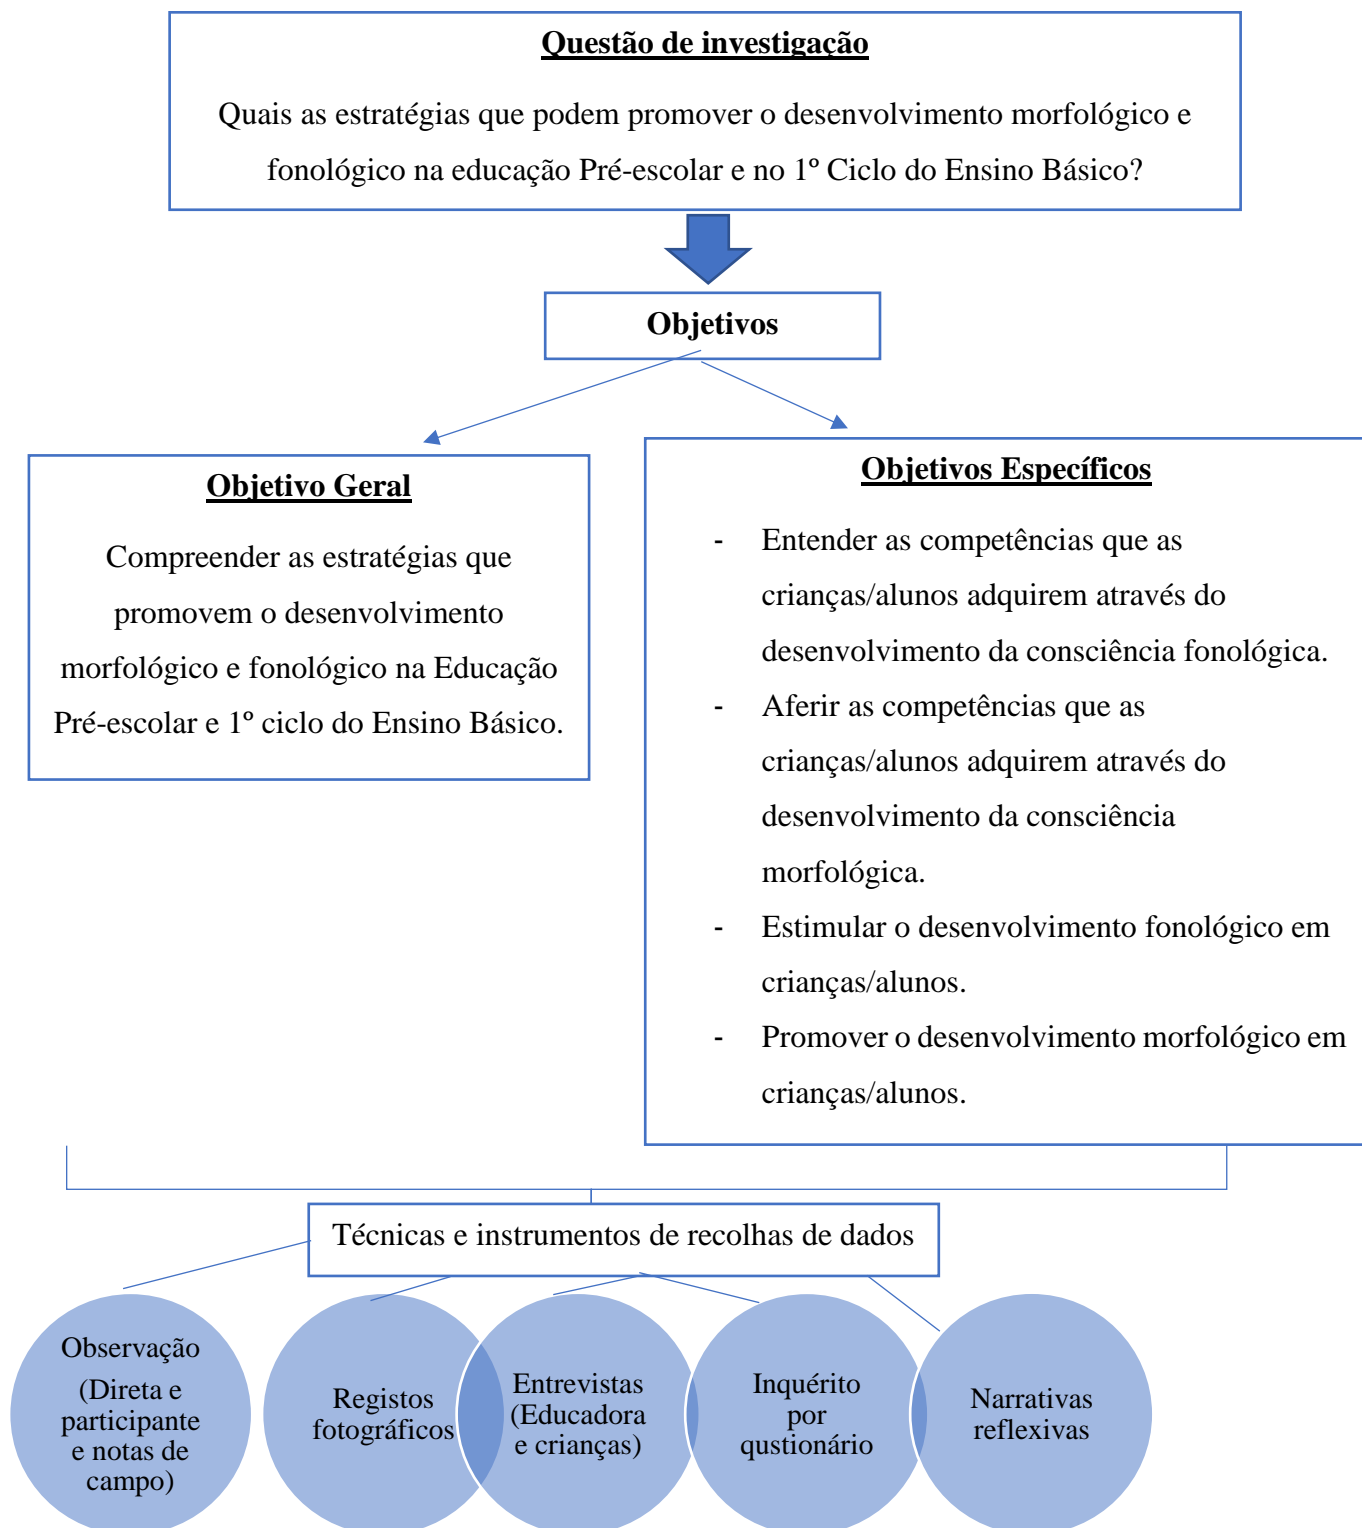 Questão de investigação
Quais as estratégias que podem promover o desenvolvimento morfológico e
fonológico na educação Pré-escolar e no 1º Ciclo do Ensino Básico?
Objetivos
Objetivo Geral
Compreender as estratégias que
promovem o desenvolvimento
morfológico e fonológico na Educação
Pré-escolar e 1º ciclo do Ensino Básico.
Objetivos Específicos
- Entender as competências que as
crianças/alunos adquirem através do
desenvolvimento da consciência fonológica.
- Aferir as competências que as
crianças/alunos adquirem através do
desenvolvimento da consciência
morfológica.
- Estimular o desenvolvimento fonológico em
crianças/alunos.
- Promover o desenvolvimento morfológico em
crianças/alunos.
Técnicas e instrumentos de recolhas de dados
Observação
(Direta e
participante
e notas de
campo)
Registos
fotográficos
Entrevistas
(Educadora
e crianças)
Inquérito
por
qustionário
Narrativas
reflexivas